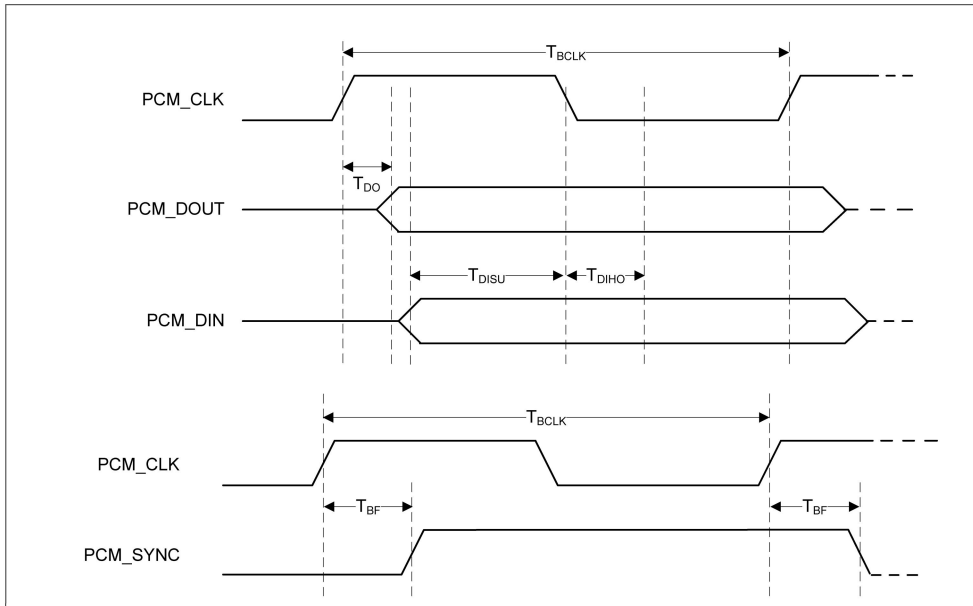 T_BCLK
PCM_CLK
T_DO
PCM_DOUT
T_DISU T_DIHO
PCM_DIN
T_BCLK
PCM_CLK
T_BF T_BF
PCM_SYNC